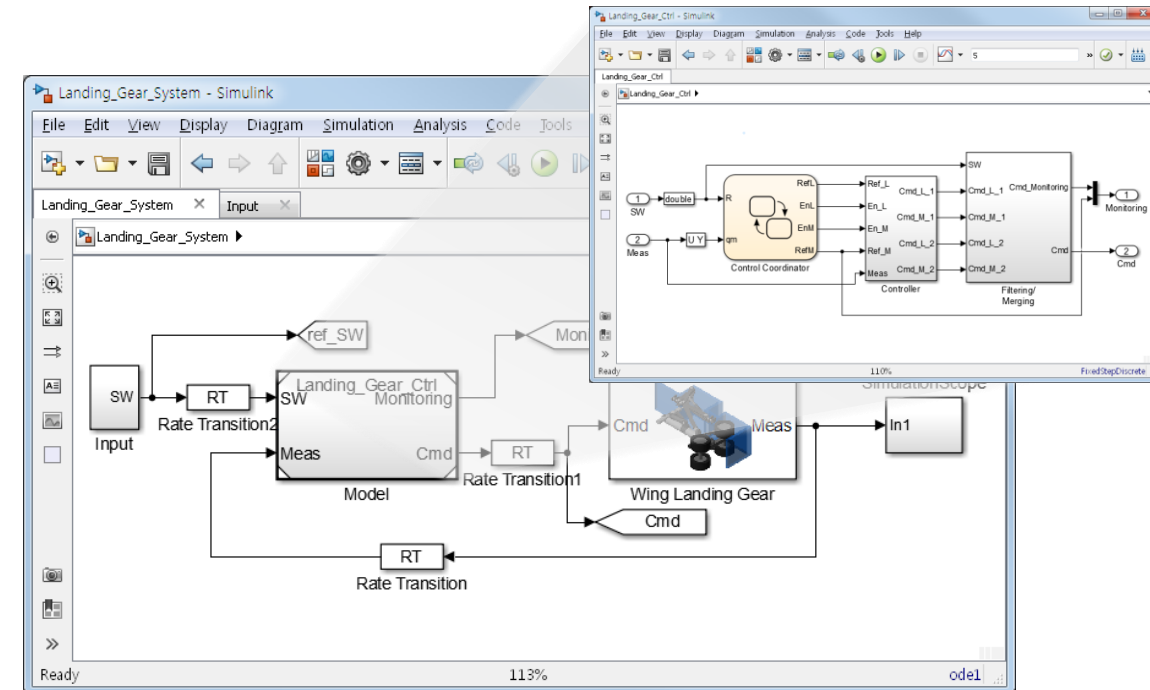 Landing_Gear_Ctrl - Simulink
File Edit View Display Diagram Simulation Analysis Code Tools Help
5
Landing_Gear_Ctrl
Landing_Gear_Ctrl
1
SW
double
2
Meas
U Y
R
qm
RefL
EnL
EnM
RefM
Control Coordinator
Ref_L
En_L
En_M
Ref_M
Meas
Cmd_L_1
Cmd_M_1
Cmd_L_2
Cmd_M_2
Controller
SW
Cmd_L_1
Cmd_M_1
Cmd_L_2
Cmd_M_2
Cmd_Monitoring
Cmd
Filtering/
Merging
1
Monitoring
2
Cmd
Ready 110% FixedStepDiscrete
Landing_Gear_System - Simulink
File Edit View Display Diagram Simulation Analysis Code Tools
Landing_Gear_System Input
Landing_Gear_System
SW
Input
RT
Rate Transition2
ref_SW
Landing_Gear_Ctrl
SW
Monitoring
Meas
Cmd
Model
RT
Rate Transition1
Moni
Cmd
Meas
Wing Landing Gear
Cmd
SimulationScope
In1
RT
Rate Transition
Ready 113% ode1